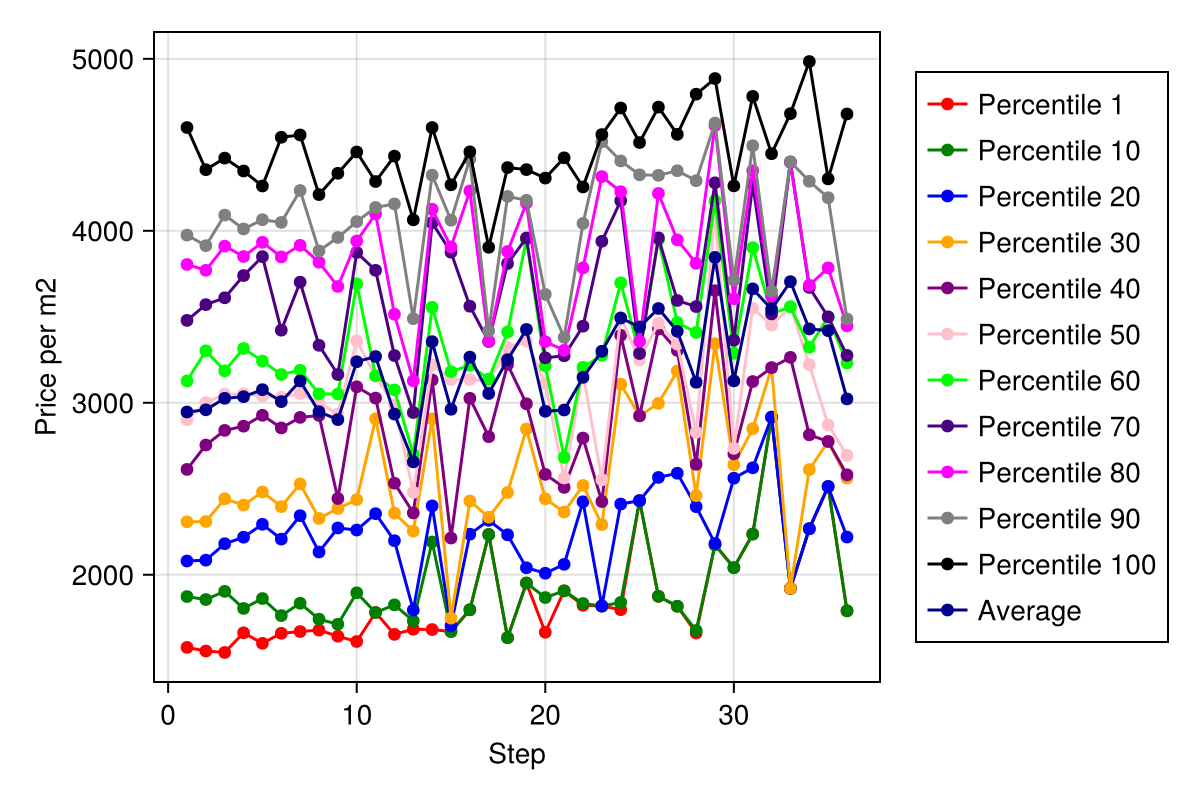 5000
4000
3000
2000
Price per m2
0 10 20 30
Step
Percentile 1
Percentile 10
Percentile 20
Percentile 30
Percentile 40
Percentile 50
Percentile 60
Percentile 70
Percentile 80
Percentile 90
Percentile 100
Average